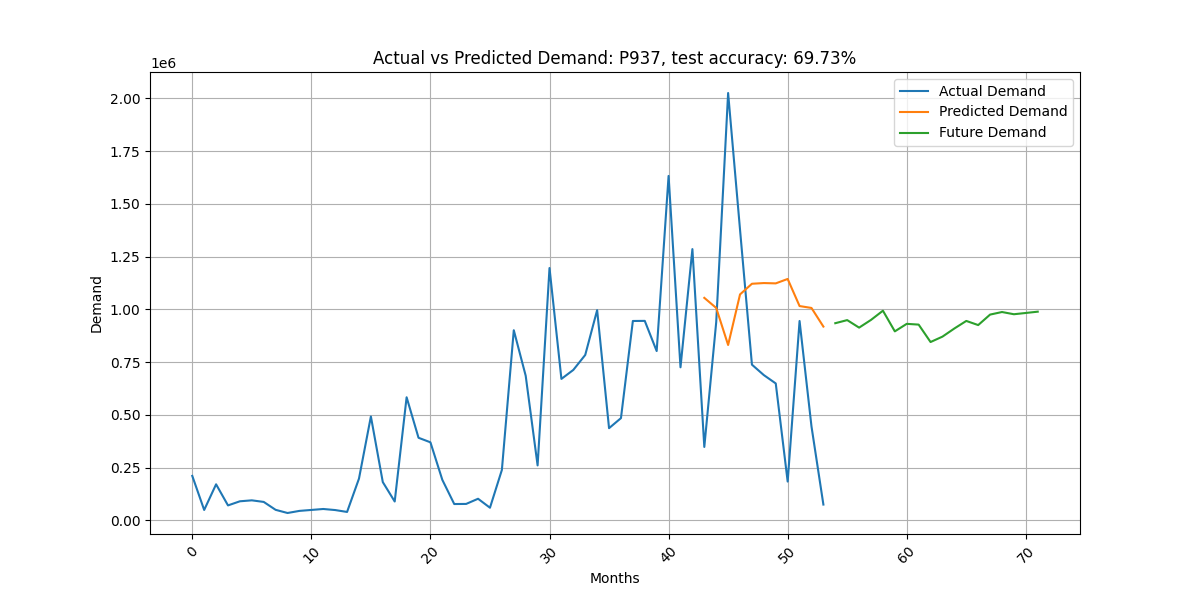 Actual vs Predicted Demand: P937, test accuracy: 69.73%
1e6
2.00
1.75
1.50
1.25
1.00
0.75
0.50
0.25
0.00
Demand
0 10 20 30 40 50 60 70
Months
Actual Demand
Predicted Demand
Future Demand